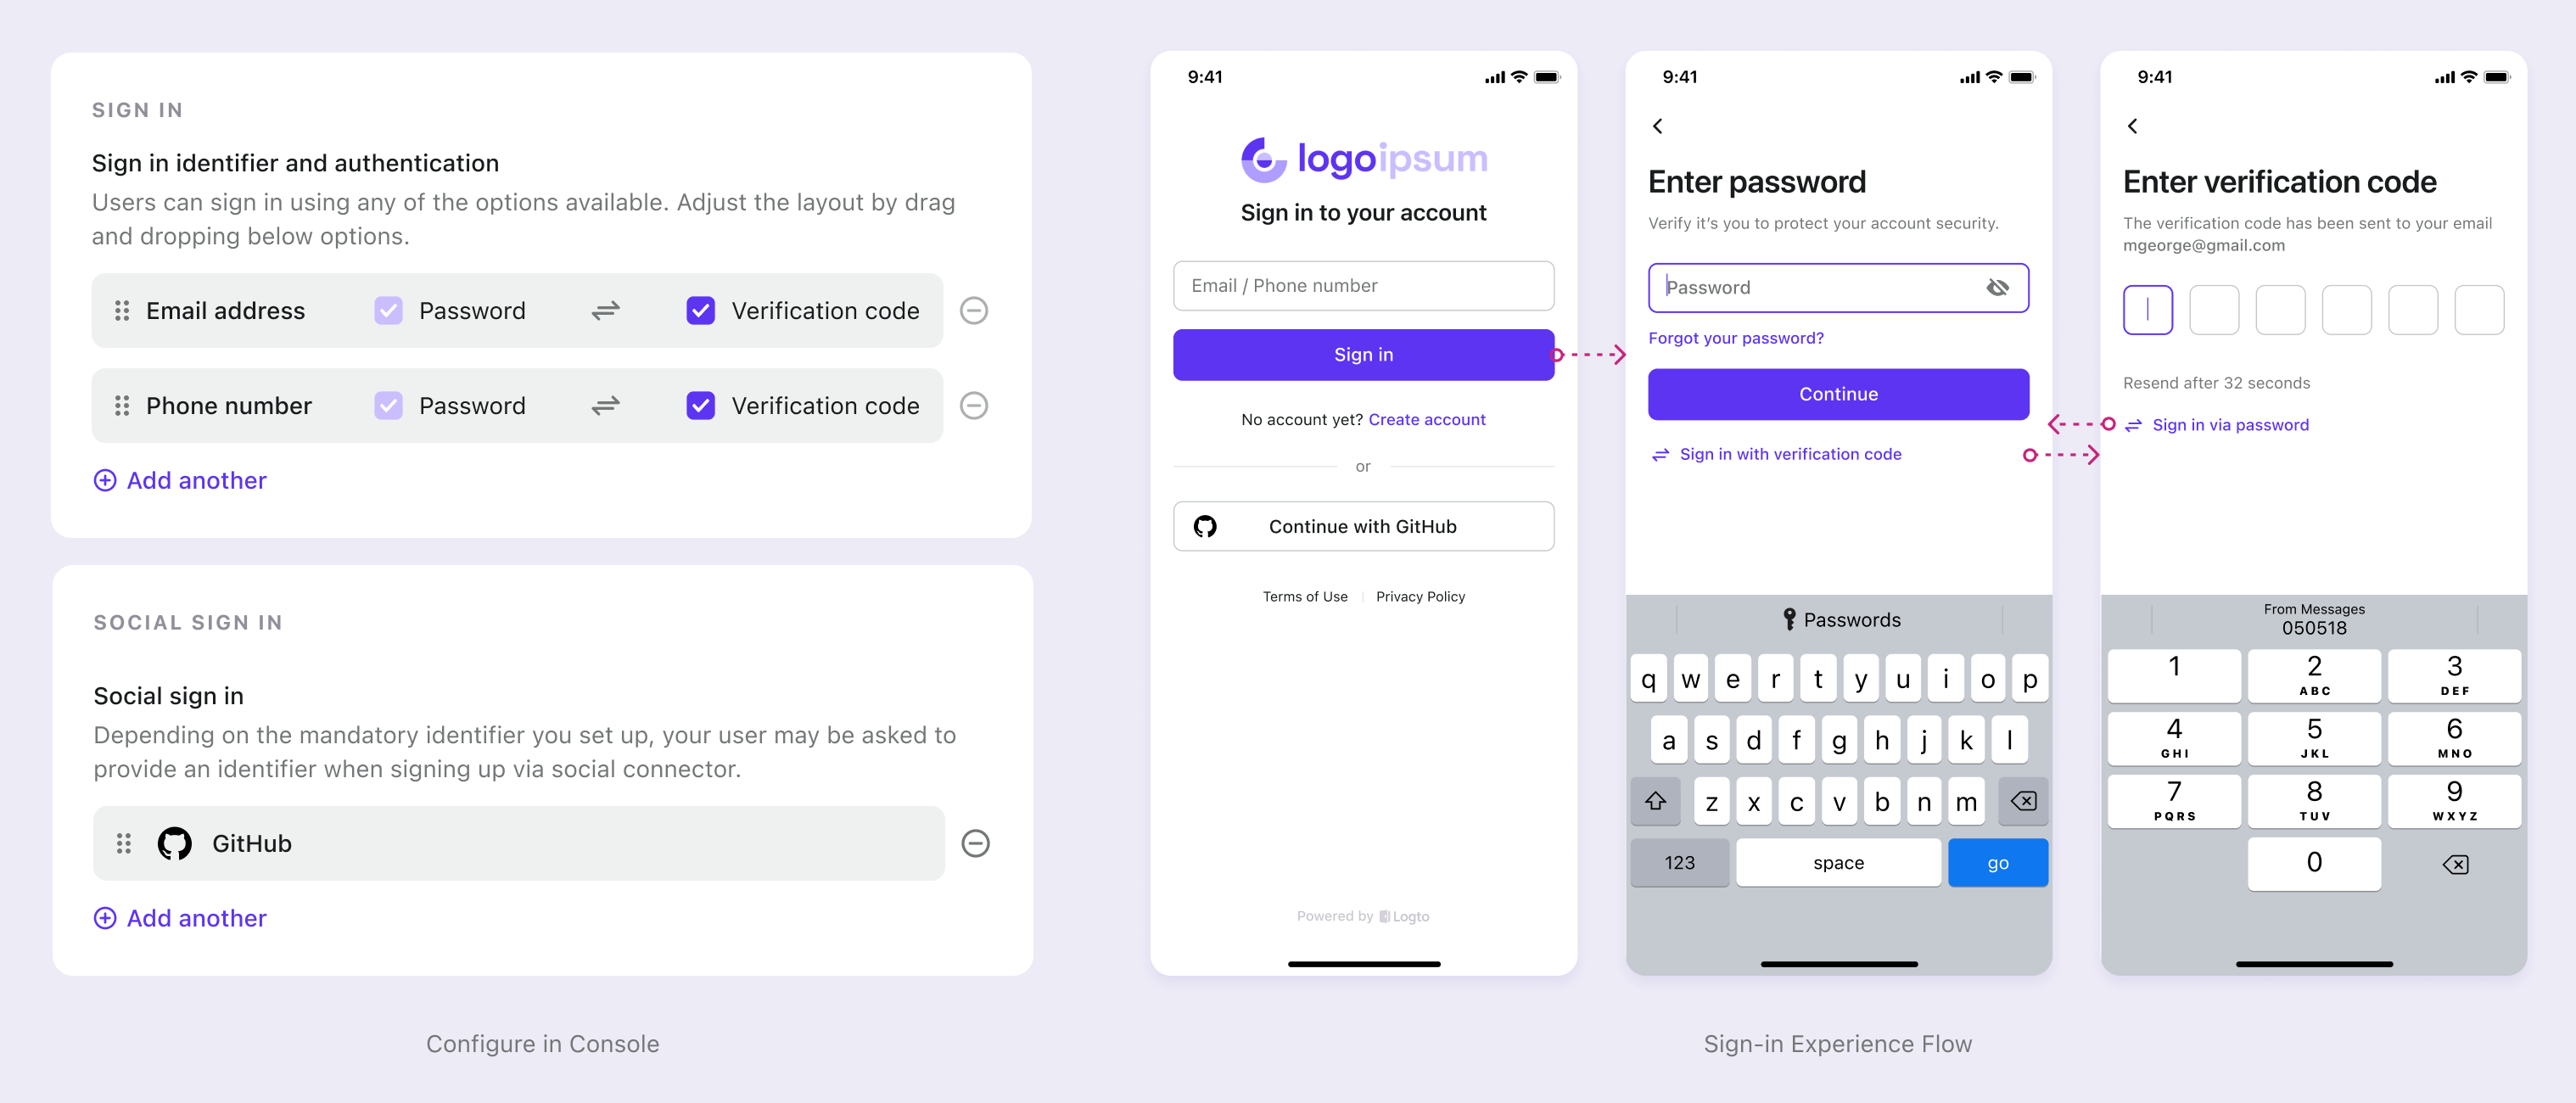 SIGN IN
Sign in identifier and authentication
Users can sign in using any of the options available. Adjust the layout by drag
and dropping below options.
Email address Password Verification code
Phone number Password Verification code
Add another
SOCIAL SIGN IN
Social sign in
Depending on the mandatory identifier you set up, your user may be asked to
provide an identifier when signing up via social connector.
GitHub
Add another
Configure in Console
9:41
logoipsum
Sign in to your account
Email / Phone number
Sign in
No account yet? Create account
or
Continue with GitHub
Terms of Use Privacy Policy
Powered by Logto
9:41
Enter password
Verify it’s you to protect your account security.
Password
Forgot your password?
Continue
Sign in with verification code
Passwords
q w e r t y u i o p
a s d f g h j k l
z x c v b n m
123 space go
9:41
Enter verification code
The verification code has been sent to your email
mgeorge@gmail.com
Resend after 32 seconds
Sign in via password
From Messages
050518
1 2 3
ABC DEF
4 5 6
GHI JKL MNO
7 8 9
PQRS TUV WXYZ
0
Sign-in Experience Flow